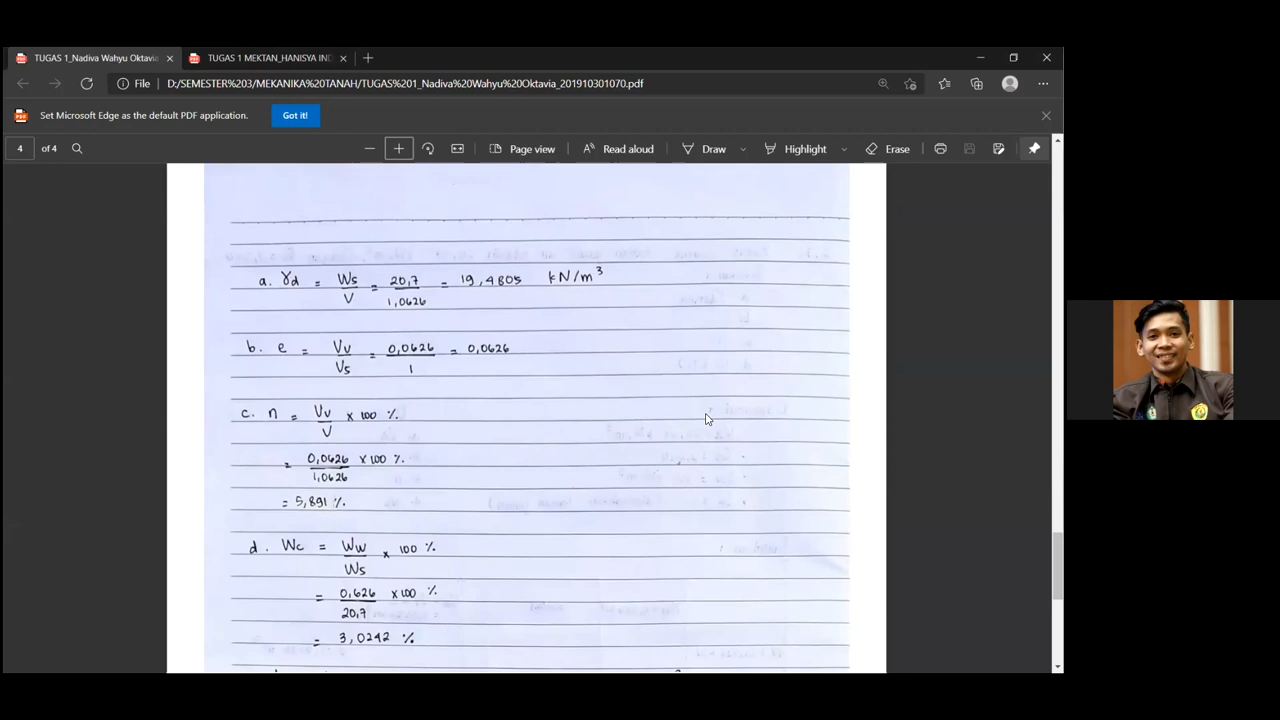 TUGAS 1_Nadiva Wahyu Oktavia
TUGAS 1 MEKTAN_HANISYA IND
File
D:/SEMESTER%203/MEKANIKA%20TANAH/TUGAS%201_Nadiva%20Wahyu%20Oktavia_201910301070.pdf
Set Microsoft Edge as the default PDF application.
Got it!
4 of 4
Page view
Read aloud
Draw
Highlight
Erase
a. γd = Ws/V = 20,7/1,0626 = 19,4805 kN/m³
b. e = Vv/Vs = 0,0626/1 = 0,0626
c. n = Vv/V × 100 %
= 0,0626/1,0626 × 100 %
= 5,891 %
d. Wc = Ww/Ws × 100 %
= 0,626/20,7 × 100 %
= 3,0242 %